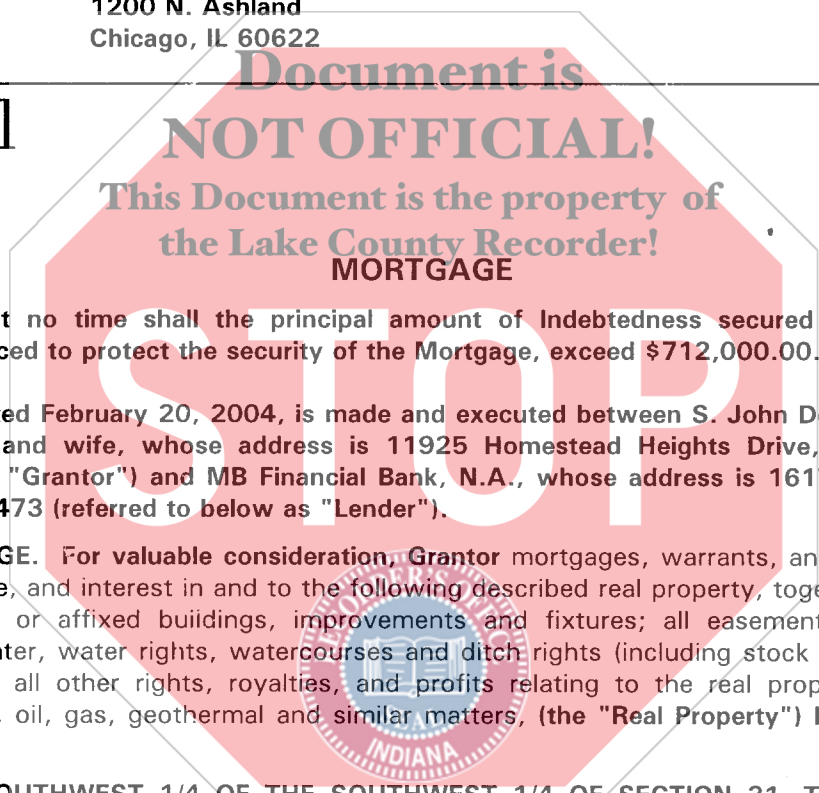 1200 N. Ashland
Chicago, IL 60622
Document is
NOT OFFICIAL!
This Document is the property of
the Lake County Recorder!
MORTGAGE
t no time shall the principal amount of Indebtedness secured
ced to protect the security of the Mortgage, exceed $712,000.00.
ed February 20, 2004, is made and executed between S. John D
and wife, whose address is 11925 Homestead Heights Drive,
"Grantor") and MB Financial Bank, N.A., whose address is 161
473 (referred to below as "Lender").
GE. For valuable consideration, Grantor mortgages, warrants, an
e, and interest in and to the following described real property, toge
or affixed buildings, improvements and fixtures; all easement
ter, water rights, watercourses and ditch rights (including stock
all other rights, royalties, and profits relating to the real prop
oil, gas, geothermal and similar matters, (the "Real Property") l
OUTHWEST 1/4 OF THE SOUTHWEST 1/4 OF SECTION 31, T
STOP
RECORDER'S OFFICE
INDIANA